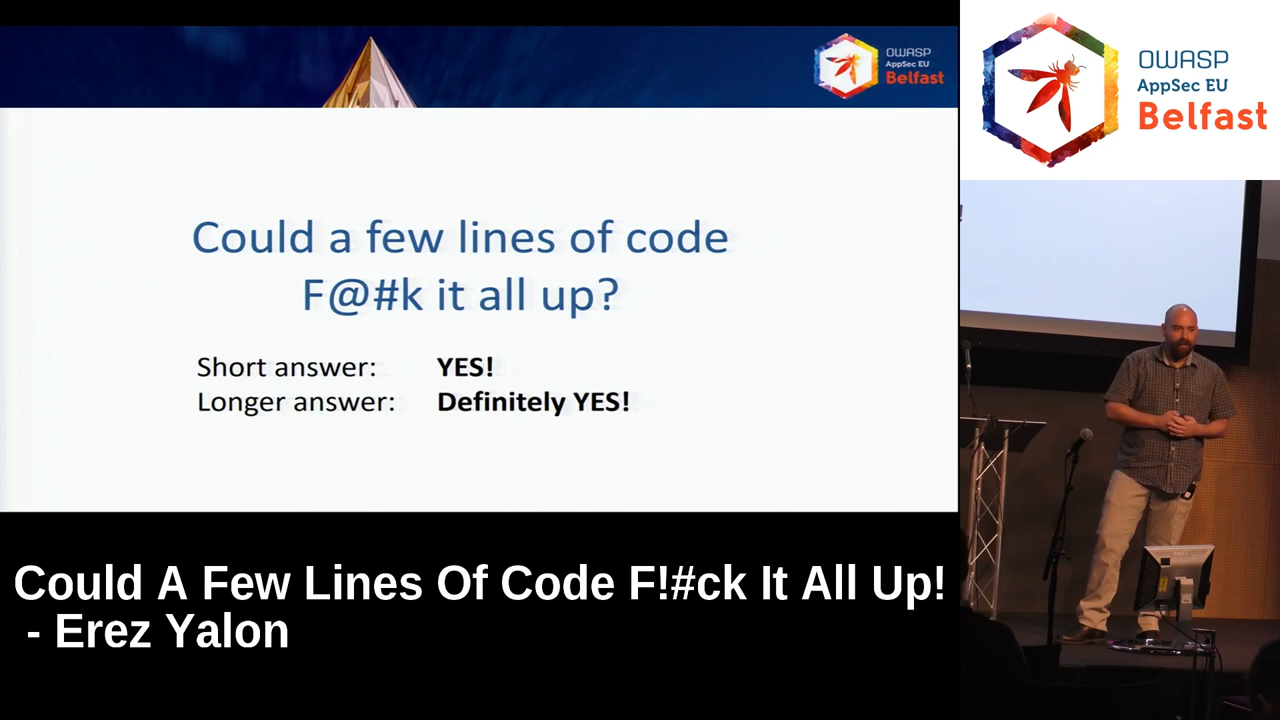 OWASP
AppSec EU
Belfast
OWASP
AppSec EU
Belfast
Could a few lines of code
F@#k it all up?
Short answer: YES!
Longer answer: Definitely YES!
Could A Few Lines Of Code F!#ck It All Up!
- Erez Yalon